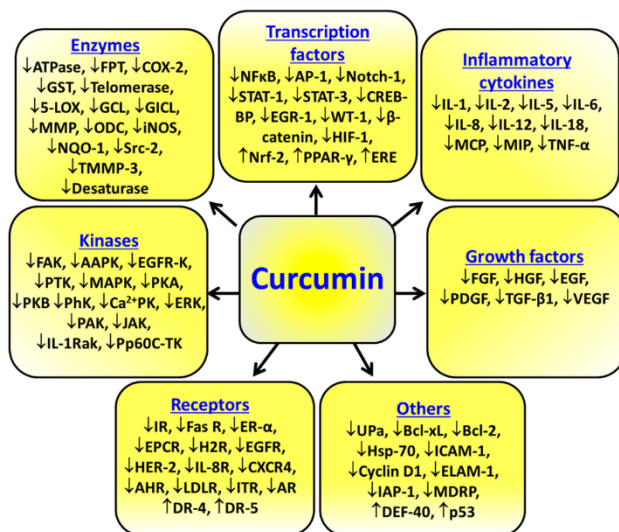 Enzymes
↓ATPase, ↓FPT, ↓COX-2,
↓GST, ↓Telomerase,
↓5-LOX, ↓GCL, ↓GICL,
↓MMP, ↓ODC, ↓iNOS,
↓NQO-1, ↓Src-2,
↓TMMP-3,
↓Desaturase
Transcription
factors
↓NFκB, ↓AP-1, ↓Notch-1,
↓STAT-1, ↓STAT-3, ↓CREB-
BP, ↓EGR-1, ↓WT-1, ↓β-
catenin, ↓HIF-1,
↑Nrf-2, ↑PPAR-γ, ↑ERE
Inflammatory
cytokines
↓IL-1, ↓IL-2, ↓IL-5, ↓IL-6,
↓IL-8, ↓IL-12, ↓IL-18,
↓MCP, ↓MIP, ↓TNF-α
Kinases
↓FAK, ↓AAPK, ↓EGFR-K,
↓PTK, ↓MAPK, ↓PKA,
↓PKB ↓PhK, ↓Ca²⁺PK, ↓ERK,
↓PAK, ↓JAK,
↓IL-1Rak, ↓Pp60C-TK
Curcumin
Growth factors
↓FGF, ↓HGF, ↓EGF,
↓PDGF, ↓TGF-β1, ↓VEGF
Receptors
↓IR, ↓Fas R, ↓ER-α,
↓EPCR, ↓H2R, ↓EGFR,
↓HER-2, ↓IL-8R, ↓CXCR4,
↓AHR, ↓LDLR, ↓ITR, ↓AR
↑DR-4, ↑DR-5
Others
↓UPa, ↓Bcl-xL, ↓Bcl-2,
↓Hsp-70, ↓ICAM-1,
↓Cyclin D1, ↓ELAM-1,
↓IAP-1, ↓MDRP,
↑DEF-40, ↑p53